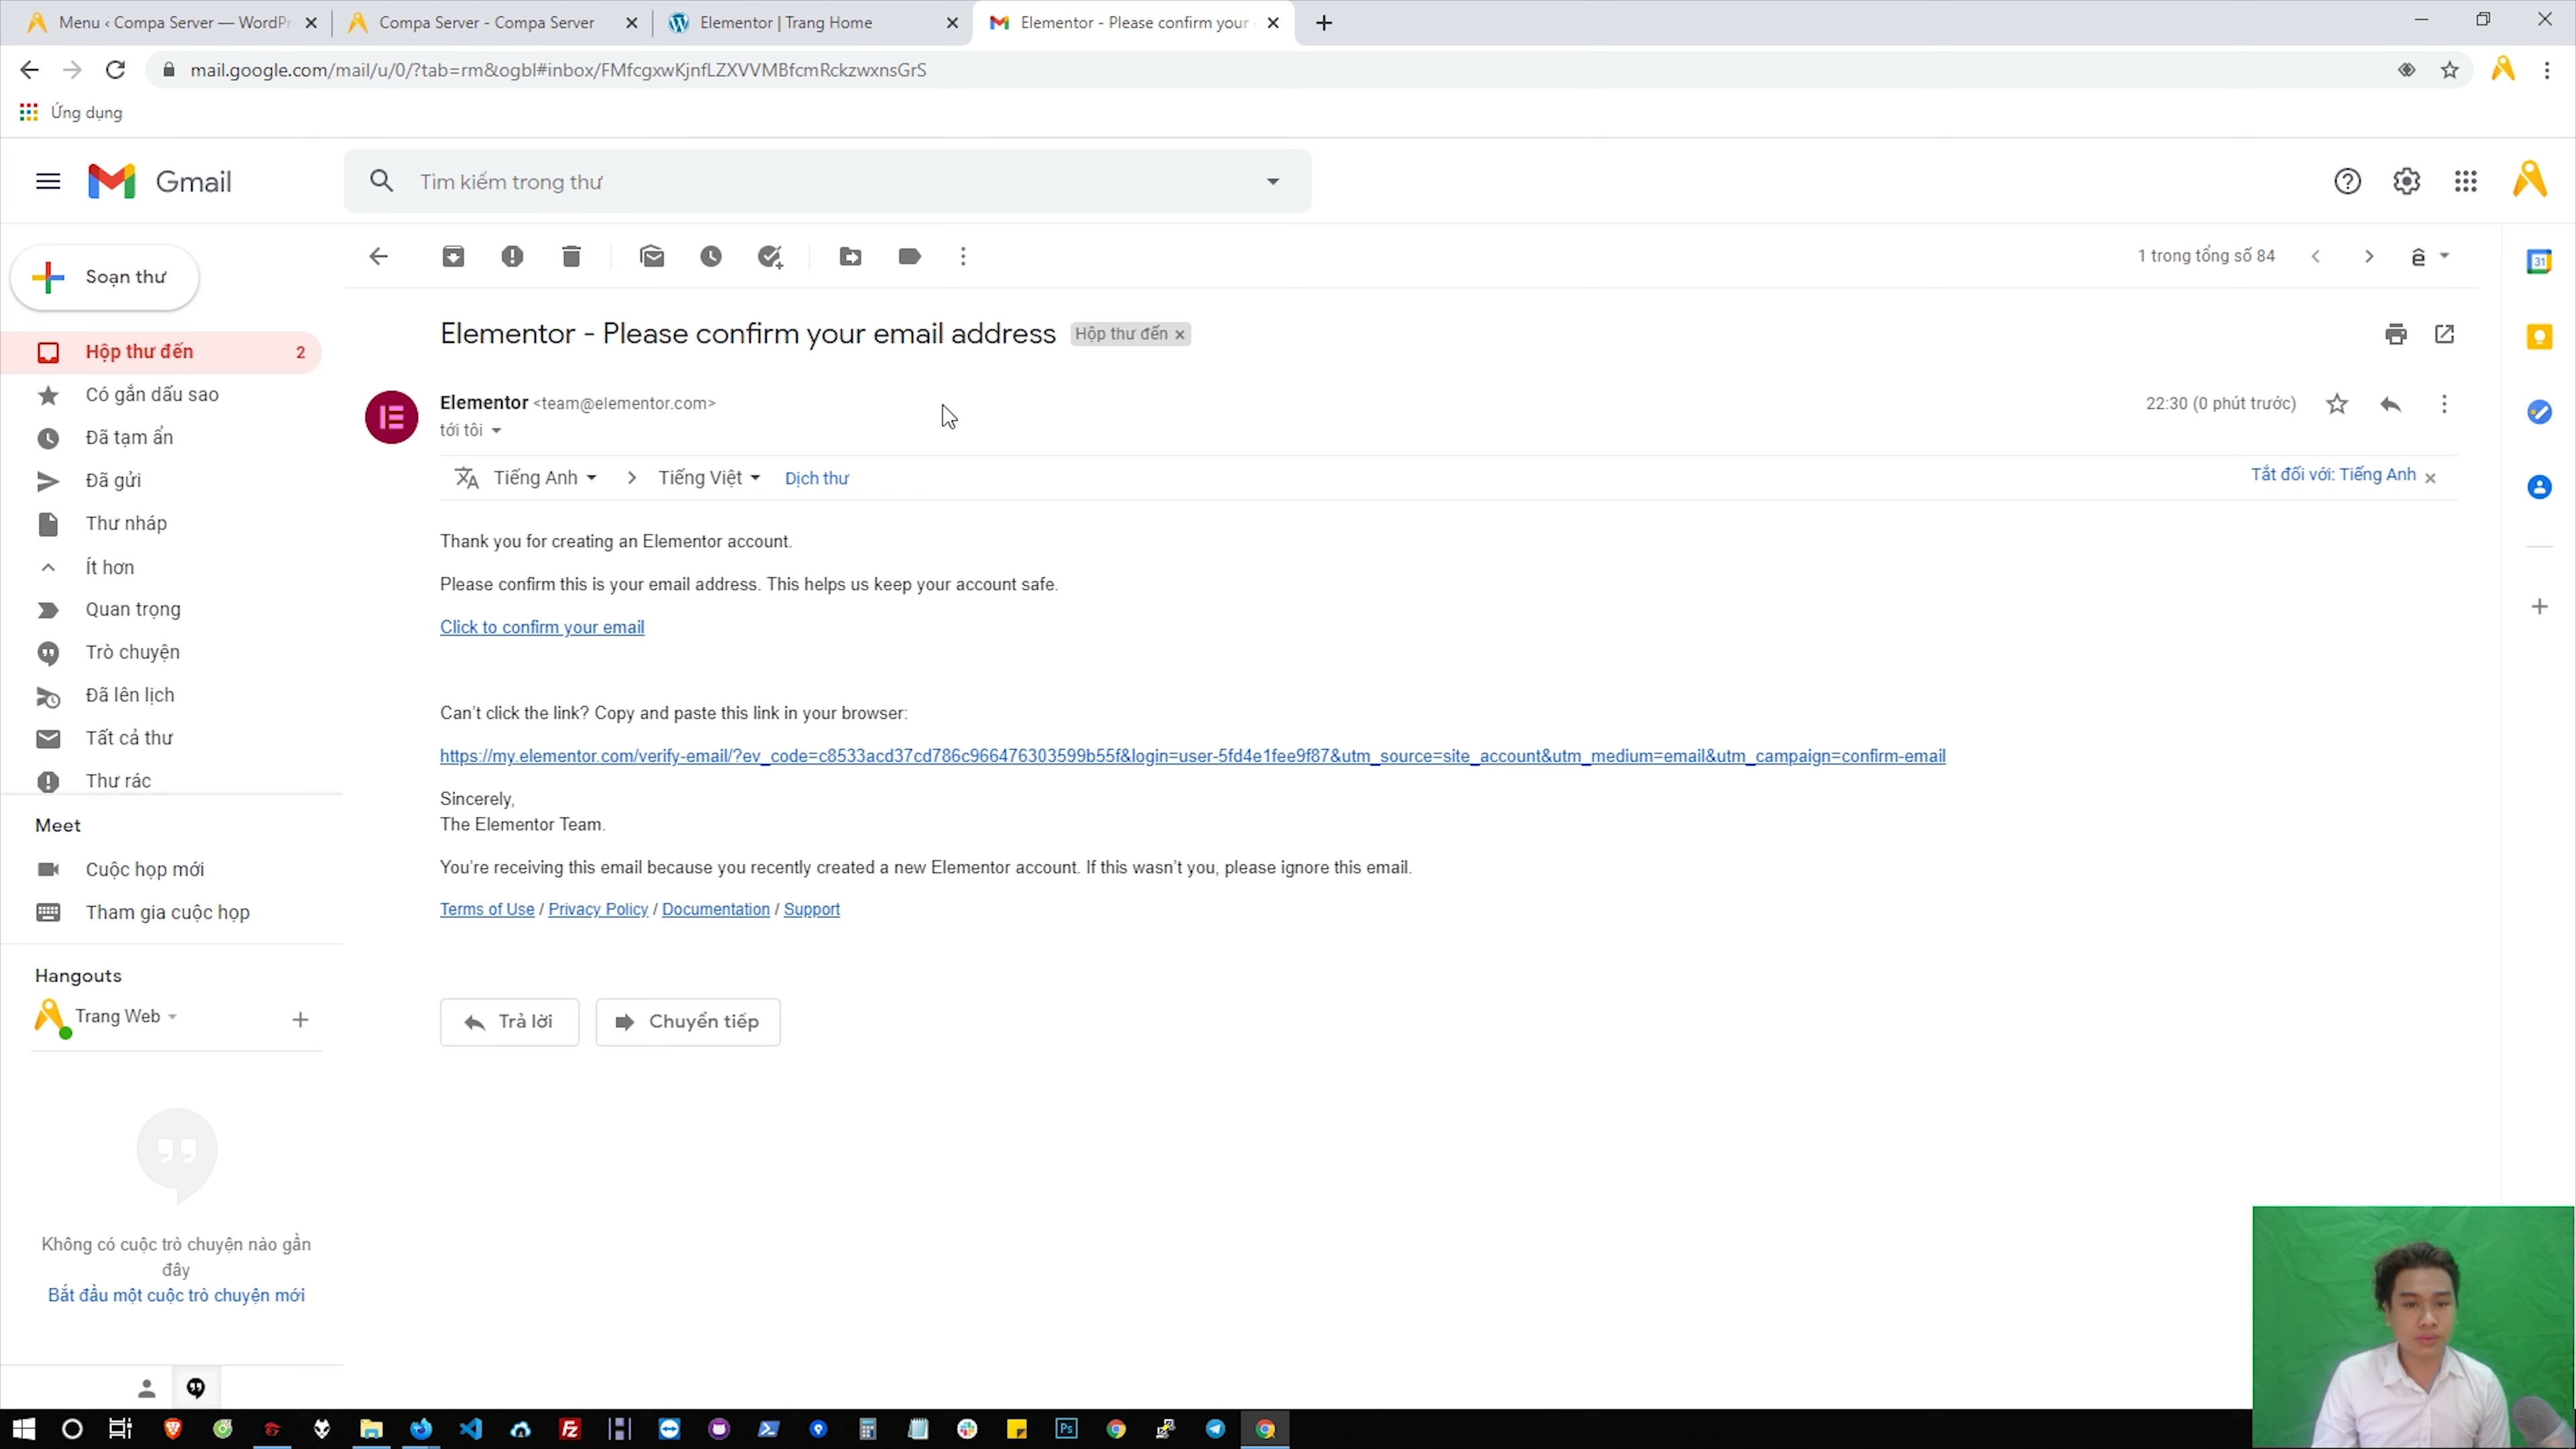 Menu ‹ Compa Server — WordPr
Compa Server - Compa Server
Elementor | Trang Home
Elementor - Please confirm your
mail.google.com/mail/u/0/?tab=rm&ogbl#inbox/FMfcgxwKjnfLZXVVMBfcmRckzwxnsGrS
Ứng dụng
Gmail
Tìm kiếm trong thư
Soạn thư
1 trong tổng số 84
Hộp thư đến 2
Có gắn dấu sao
Đã tạm ẩn
Đã gửi
Thư nháp
Ít hơn
Quan trọng
Trò chuyện
Đã lên lịch
Tất cả thư
Thư rác
Meet
Cuộc họp mới
Tham gia cuộc họp
Hangouts
Trang Web
Không có cuộc trò chuyện nào gần
đây
Bắt đầu một cuộc trò chuyện mới
Elementor - Please confirm your email address Hộp thư đến
Elementor <team@elementor.com>
22:30 (0 phút trước)
tới tôi
Tiếng Anh > Tiếng Việt Dịch thư
Tắt đối với: Tiếng Anh
Thank you for creating an Elementor account.
Please confirm this is your email address. This helps us keep your account safe.
Click to confirm your email
Can't click the link? Copy and paste this link in your browser:
https://my.elementor.com/verify-email/?ev_code=c8533acd37cd786c966476303599b55f&login=user-5fd4e1fee9f87&utm_source=site_account&utm_medium=email&utm_campaign=confirm-email
Sincerely,
The Elementor Team.
You're receiving this email because you recently created a new Elementor account. If this wasn't you, please ignore this email.
Terms of Use / Privacy Policy / Documentation / Support
Trả lời
Chuyển tiếp